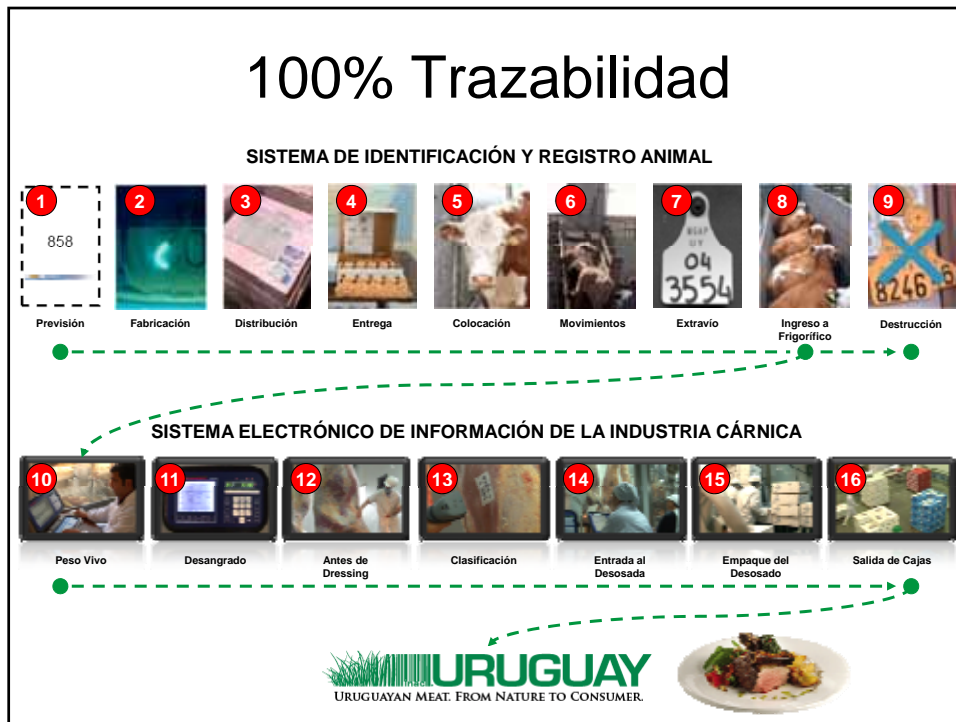 100% Trazabilidad
SISTEMA DE IDENTIFICACIÓN Y REGISTRO ANIMAL
1
2
3
4
5
6
7
8
9
858
MGAP
UY
04
3554
8246
6
Previsión
Fabricación
Distribución
Entrega
Colocación
Movimientos
Extravío
Ingreso a
Frigorífico
Destrucción
SISTEMA ELECTRÓNICO DE INFORMACIÓN DE LA INDUSTRIA CÁRNICA
10
11
12
13
14
15
16
Peso Vivo
Desangrado
Antes de
Dressing
Clasificación
Entrada al
Desosada
Empaque del
Desosado
Salida de Cajas
URUGUAY
URUGUAYAN MEAT. FROM NATURE TO CONSUMER.